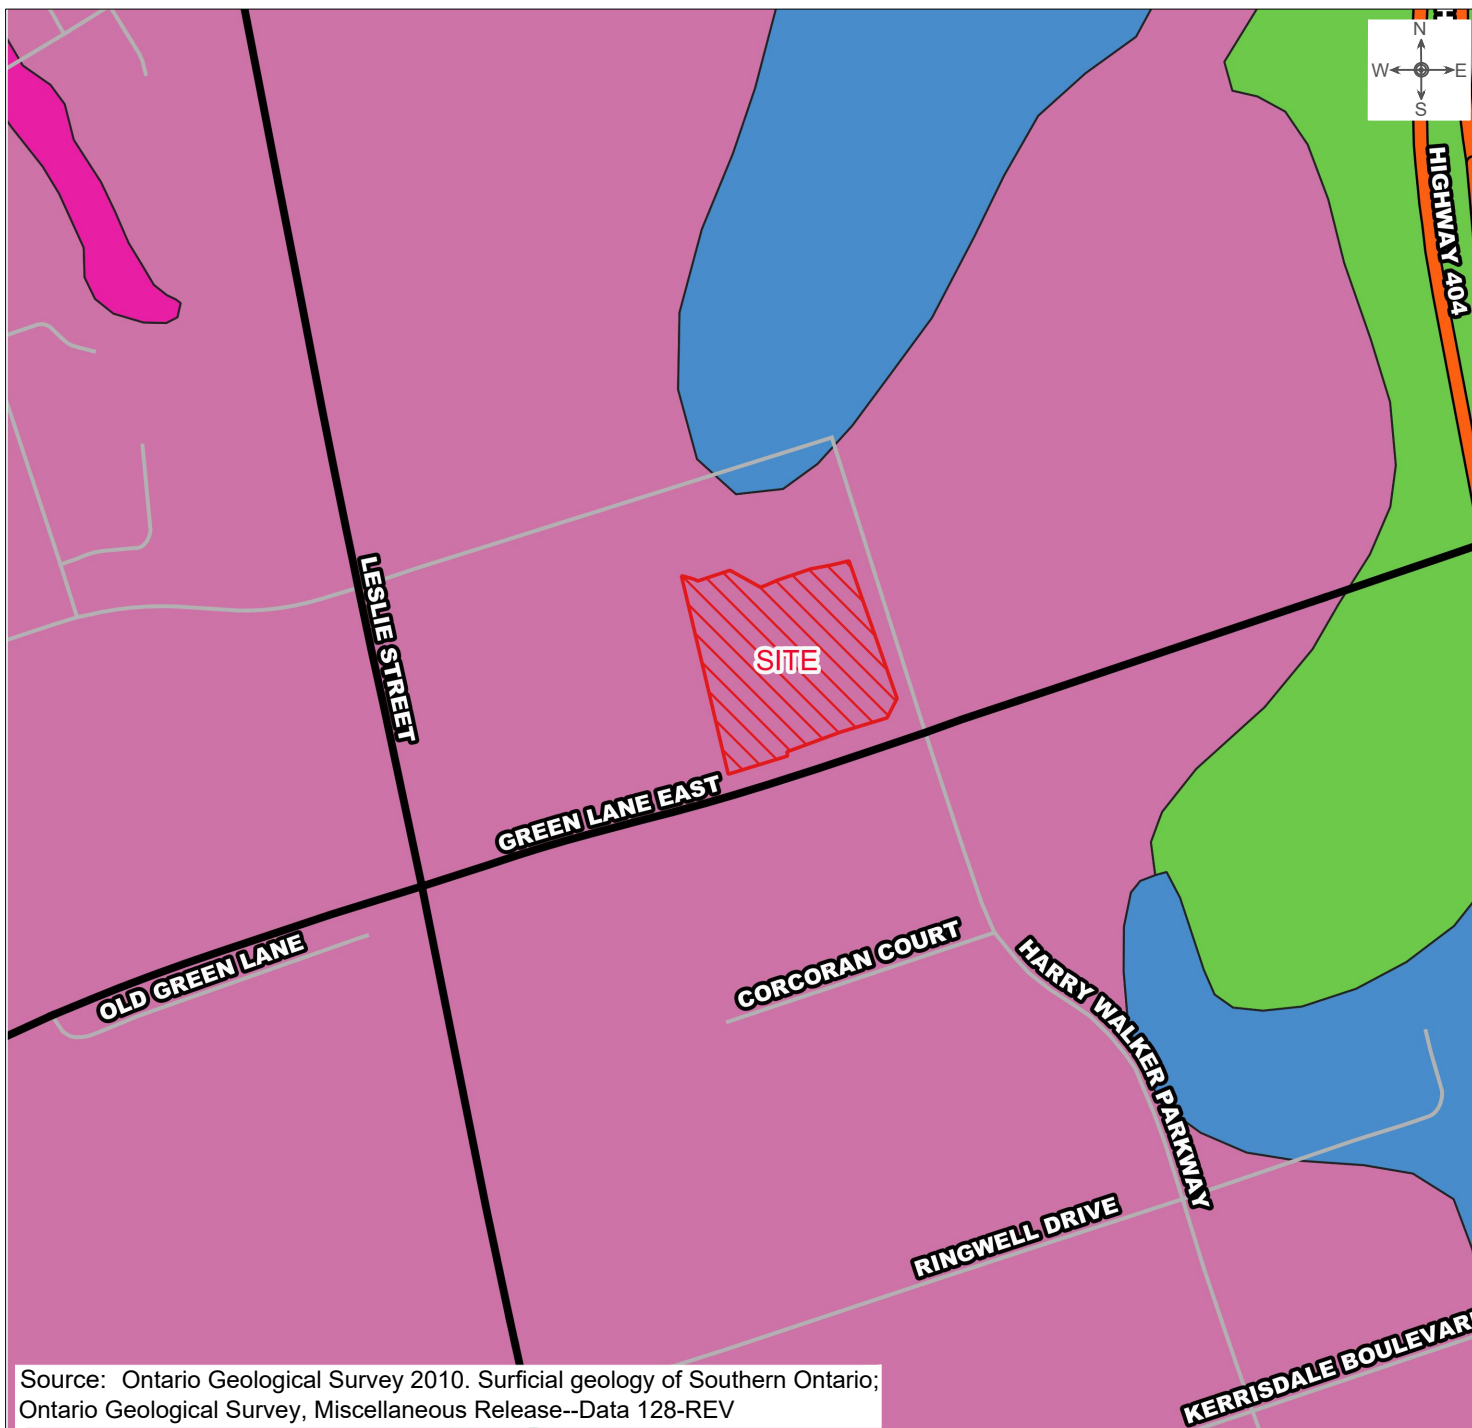 N
W E
S
HIGHWAY 404
LESLIE STREET
SITE
GREEN LANE EAST
OLD GREEN LANE
CORCORAN COURT
HARRY WALKER PARKWAY
RINGWELL DRIVE
KERRISDALE BOULEVAR
Source: Ontario Geological Survey 2010. Surficial geology of Southern Ontario;
Ontario Geological Survey, Miscellaneous Release--Data 128-REV